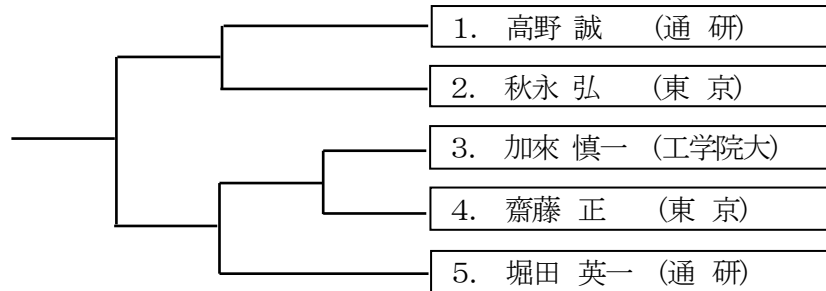 1. 高野 誠 (通 研)
2. 秋永 弘 (東 京)
3. 加來 慎一 (工学院大)
4. 齋藤 正 (東 京)
5. 堀田 英一 (通 研)